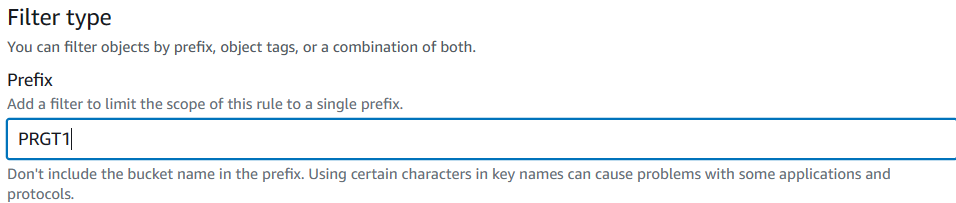 Filter type
You can filter objects by prefix, object tags, or a combination of both.
Prefix
Add a filter to limit the scope of this rule to a single prefix.
PRGT1
Don't include the bucket name in the prefix. Using certain characters in key names can cause problems with some applications and
protocols.